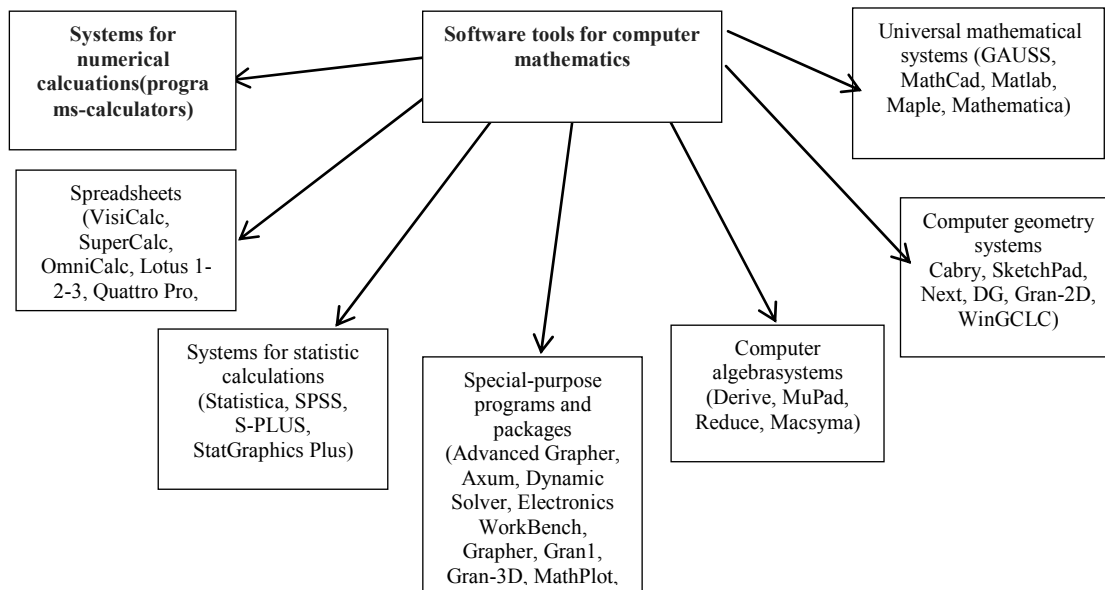 Systems for
numerical
calcuations(progra
ms-calculators)
Software tools for computer
mathematics
Universal mathematical
systems (GAUSS,
MathCad, Matlab,
Maple, Mathematica)
Spreadsheets
(VisiCalc,
SuperCalc,
OmniCalc, Lotus 1-
2-3, Quattro Pro,
Computer geometry
systems
Cabry, SketchPad,
Next, DG, Gran-2D,
WinGCLC)
Systems for statistic
calculations
(Statistica, SPSS,
S-PLUS,
StatGraphics Plus)
Special-purpose
programs and
packages
(Advanced Grapher,
Axum, Dynamic
Solver, Electronics
WorkBench,
Grapher, Gran1,
Gran-3D, MathPlot,
Computer
algebrasystems
(Derive, MuPad,
Reduce, Macsyma)